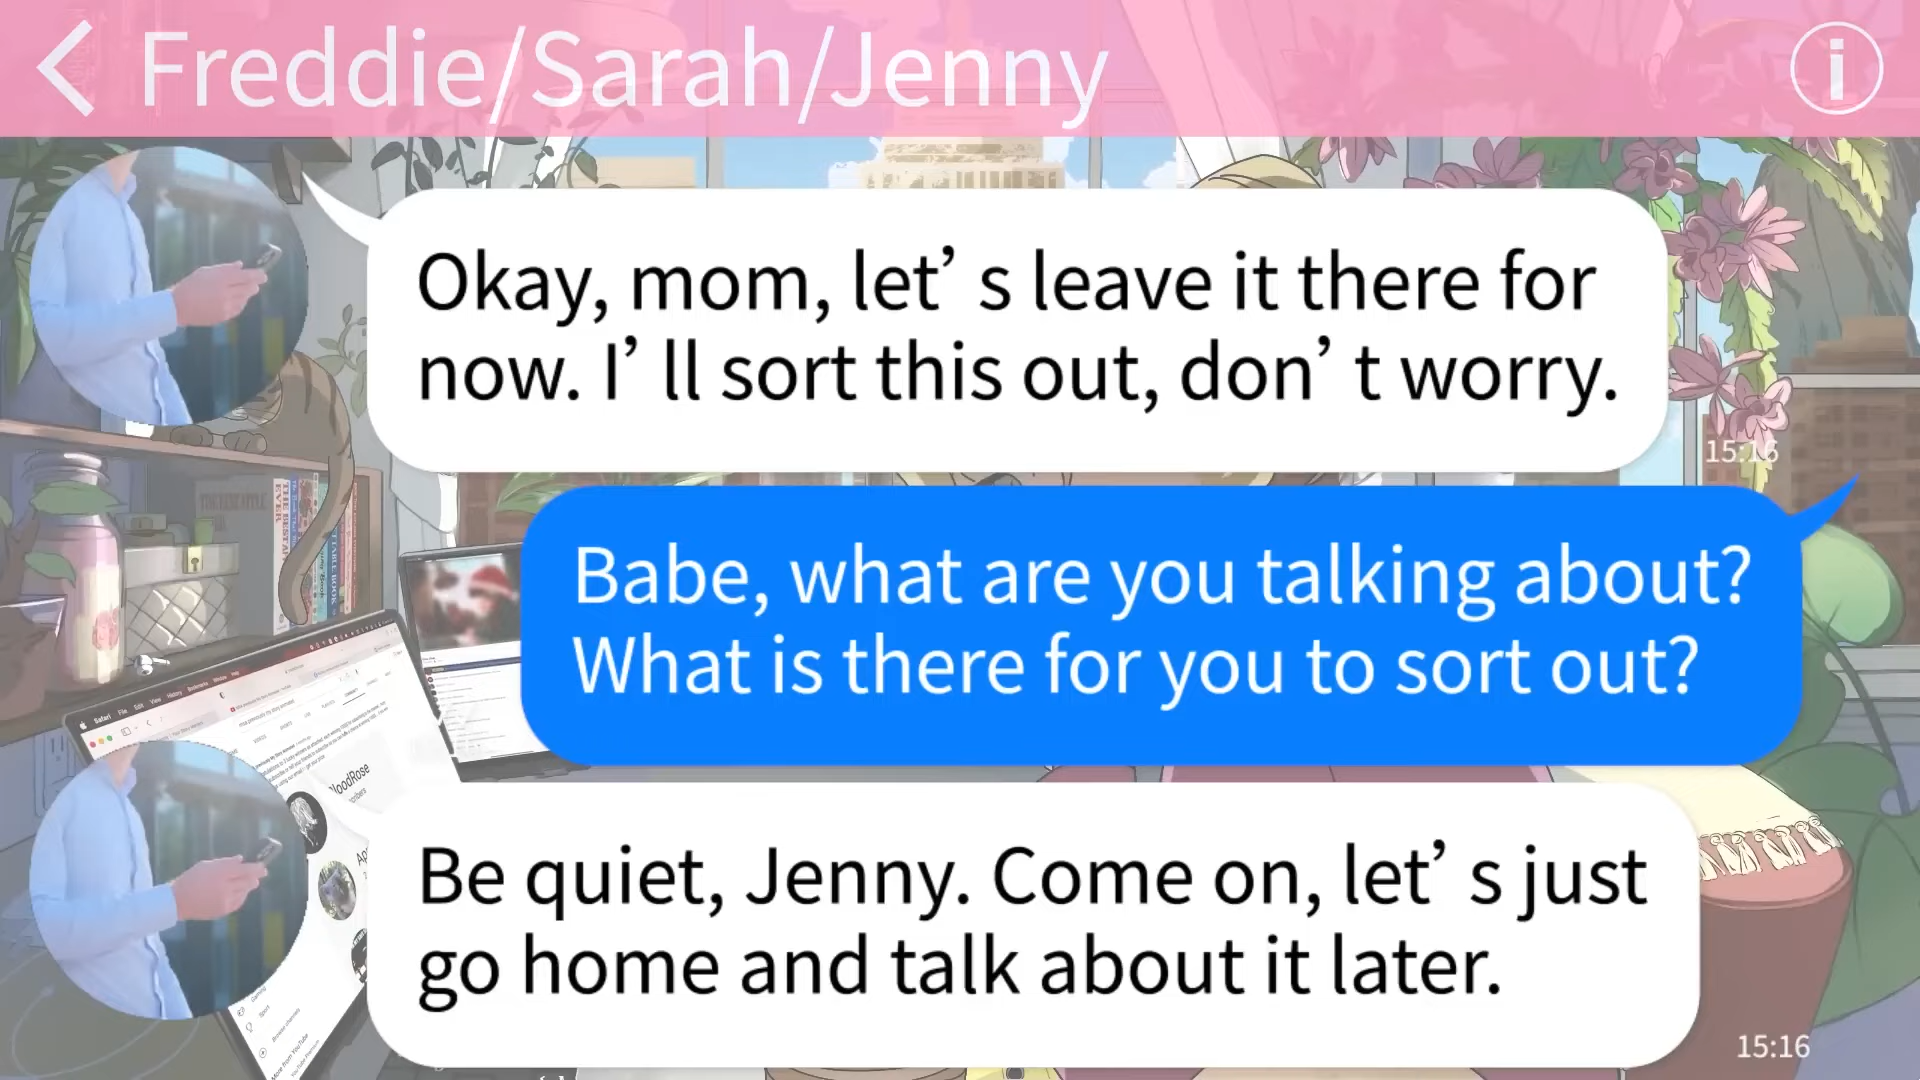 Freddie/Sarah/Jenny
Okay, mom, let’s leave it there for
now. I’ll sort this out, don’t worry.
15:16
Babe, what are you talking about?
What is there for you to sort out?
Be quiet, Jenny. Come on, let’s just
go home and talk about it later.
15:16